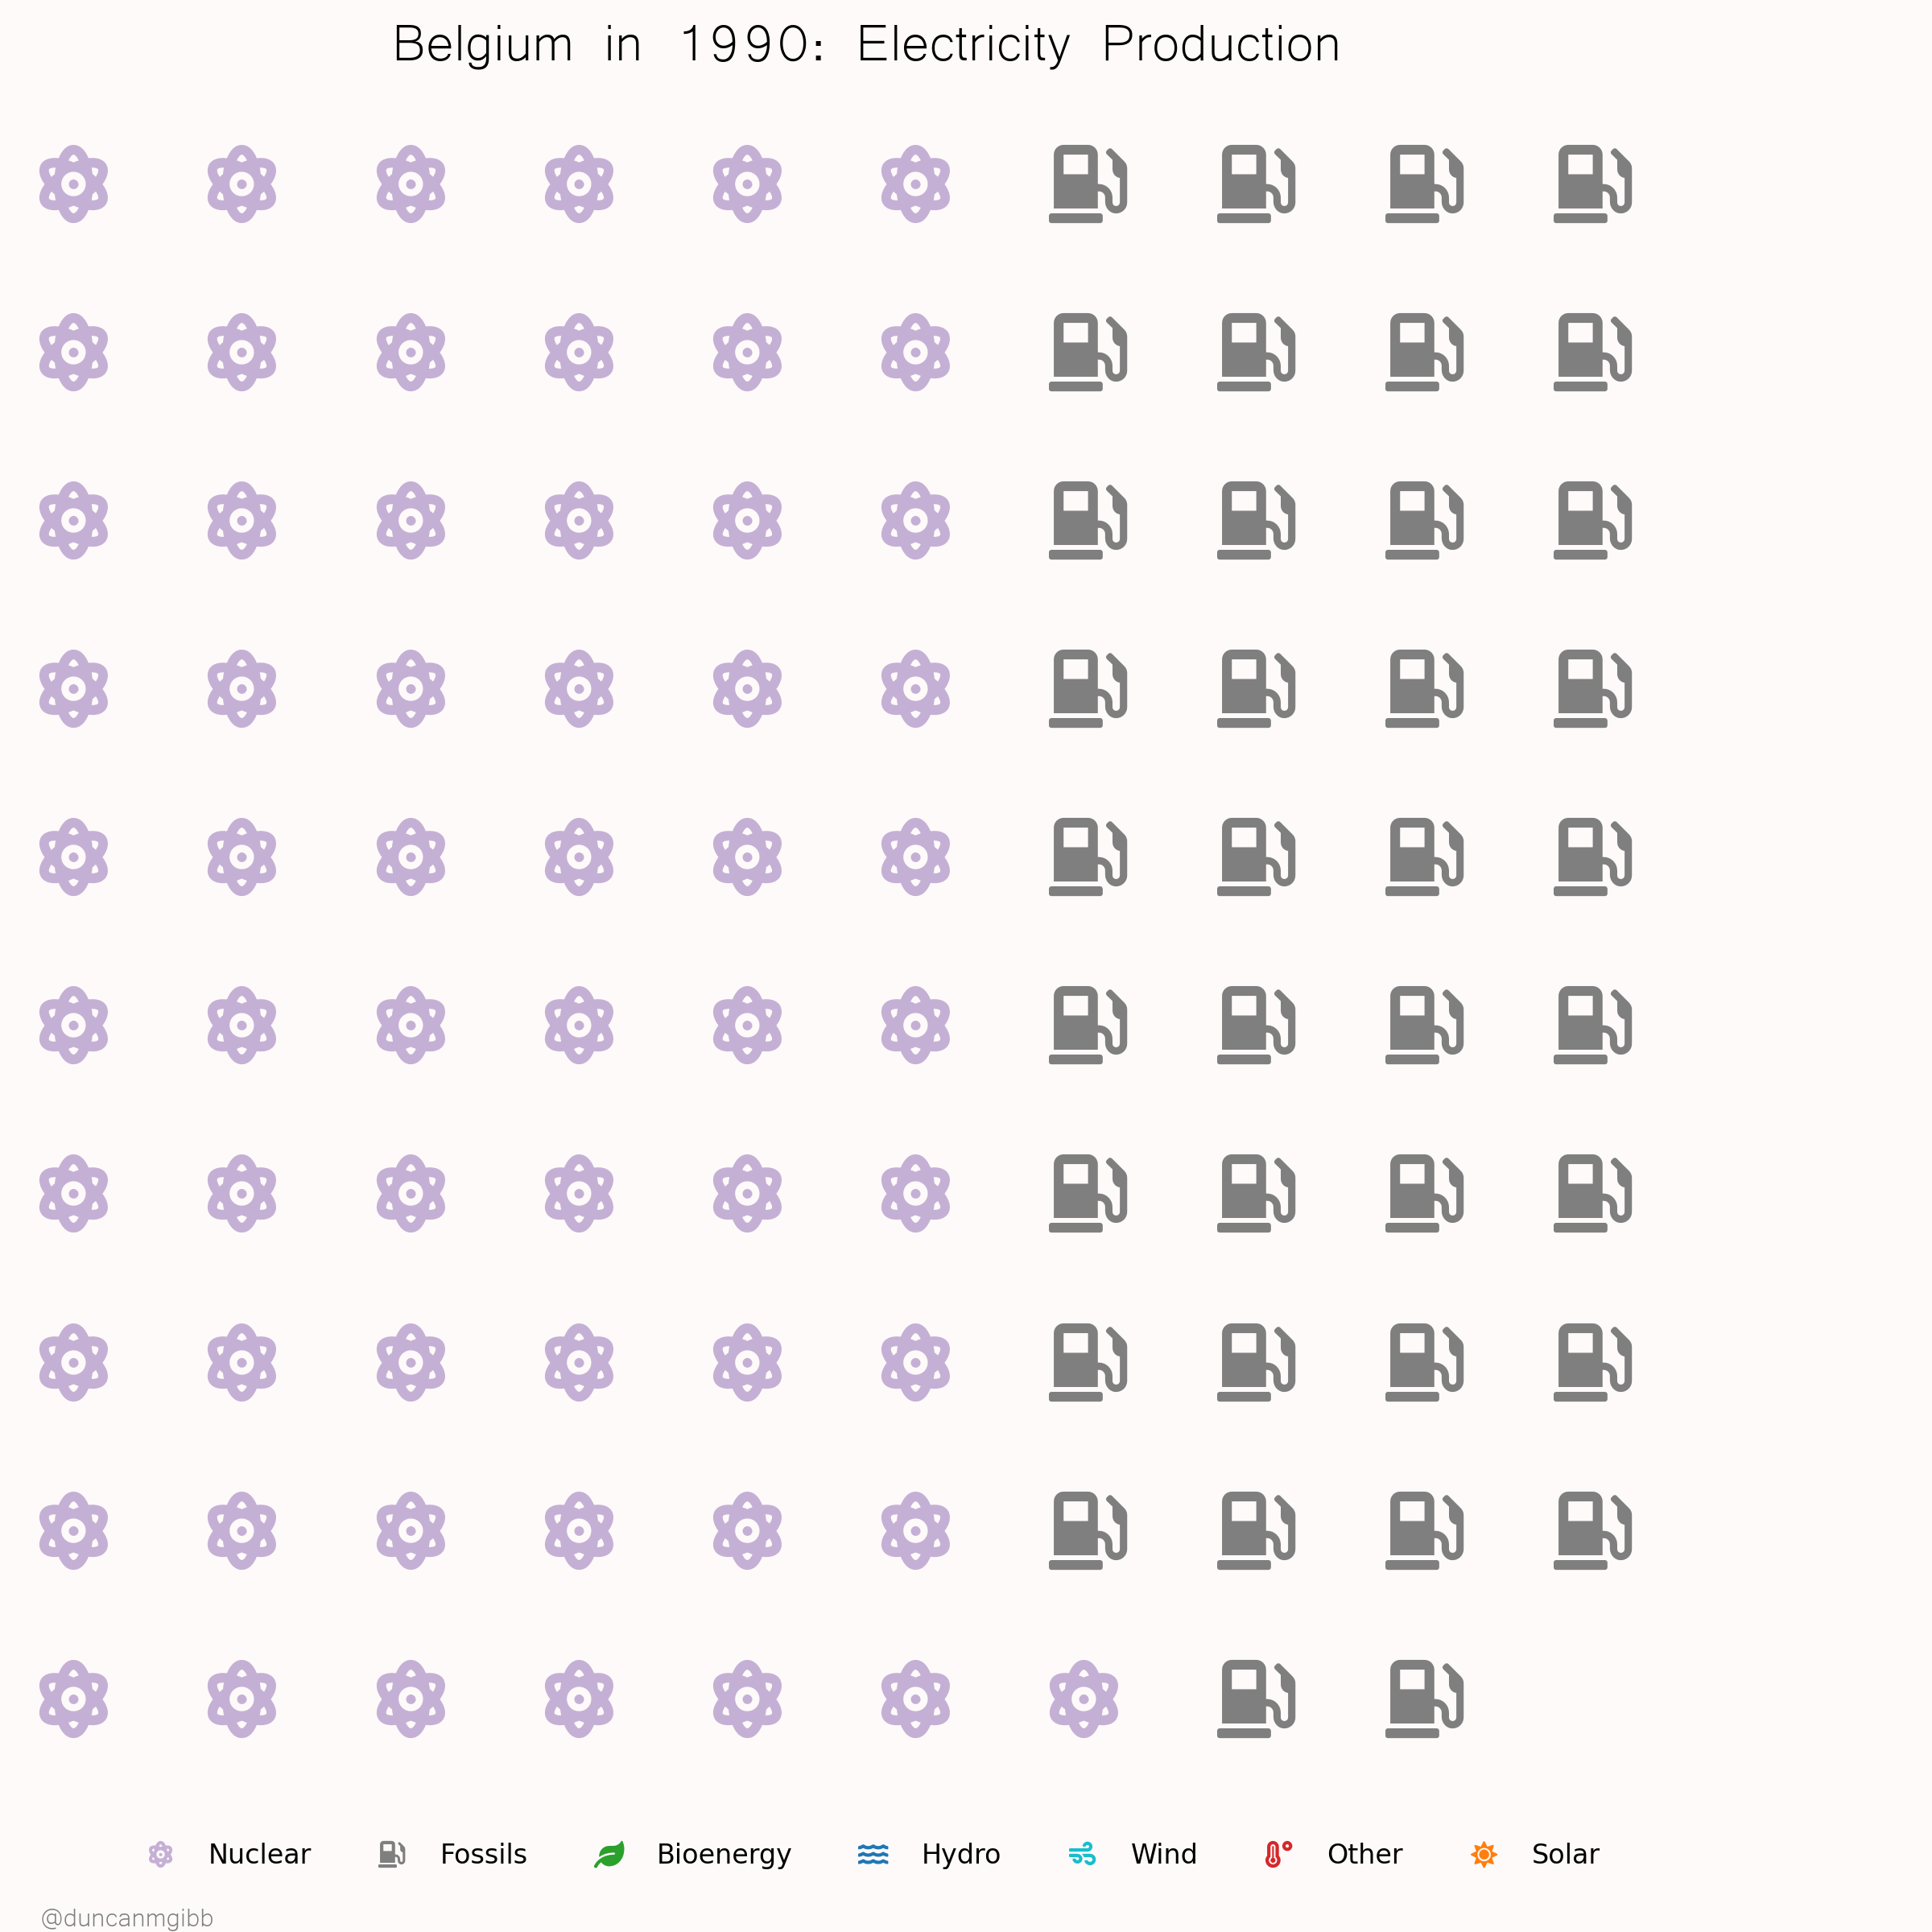 Belgium in 1990: Electricity Production
Nuclear Fossils Bioenergy Hydro Wind Other Solar
@duncanmgibb